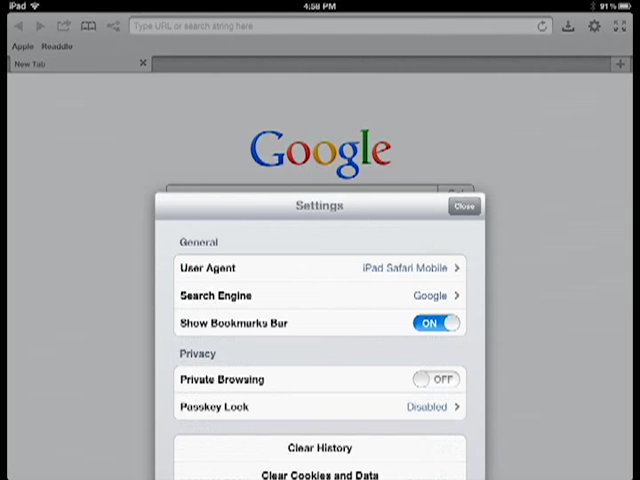 iPad 4:58 PM 91%
Type URL or search string here
Apple Readdle
New Tab
Google
Settings Close
General
User Agent iPad Safari Mobile
Search Engine Google
Show Bookmarks Bar ON
Privacy
Private Browsing OFF
Passkey Lock Disabled
Clear History
Clear Cookies and Data